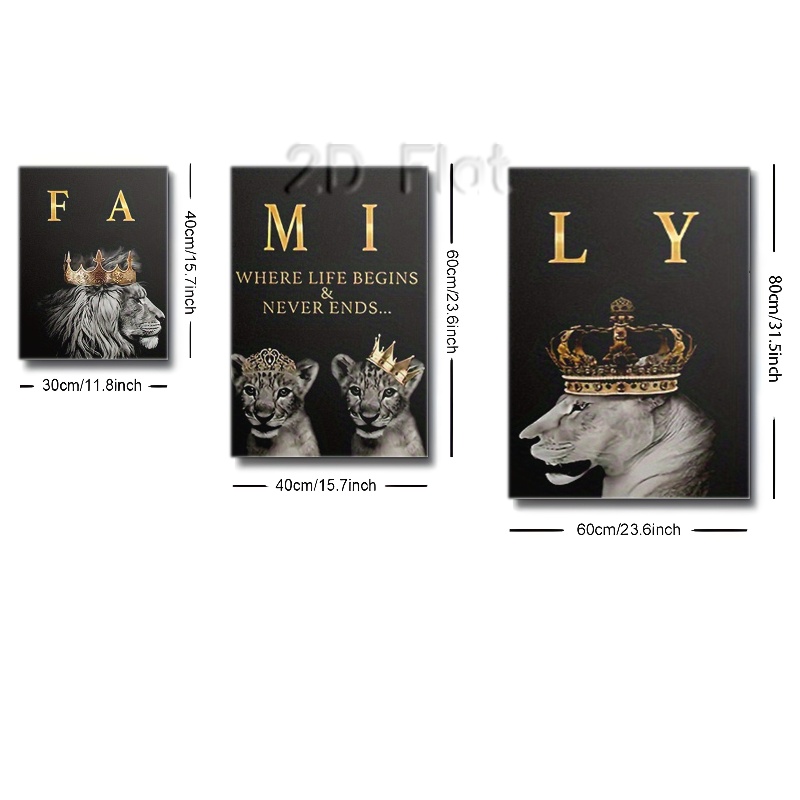 2D Flat
F A
40cm/15.7inch
30cm/11.8inch
M I
WHERE LIFE BEGINS
&
NEVER ENDS...
60cm/23.6inch
40cm/15.7inch
L Y
80cm/31.5inch
60cm/23.6inch